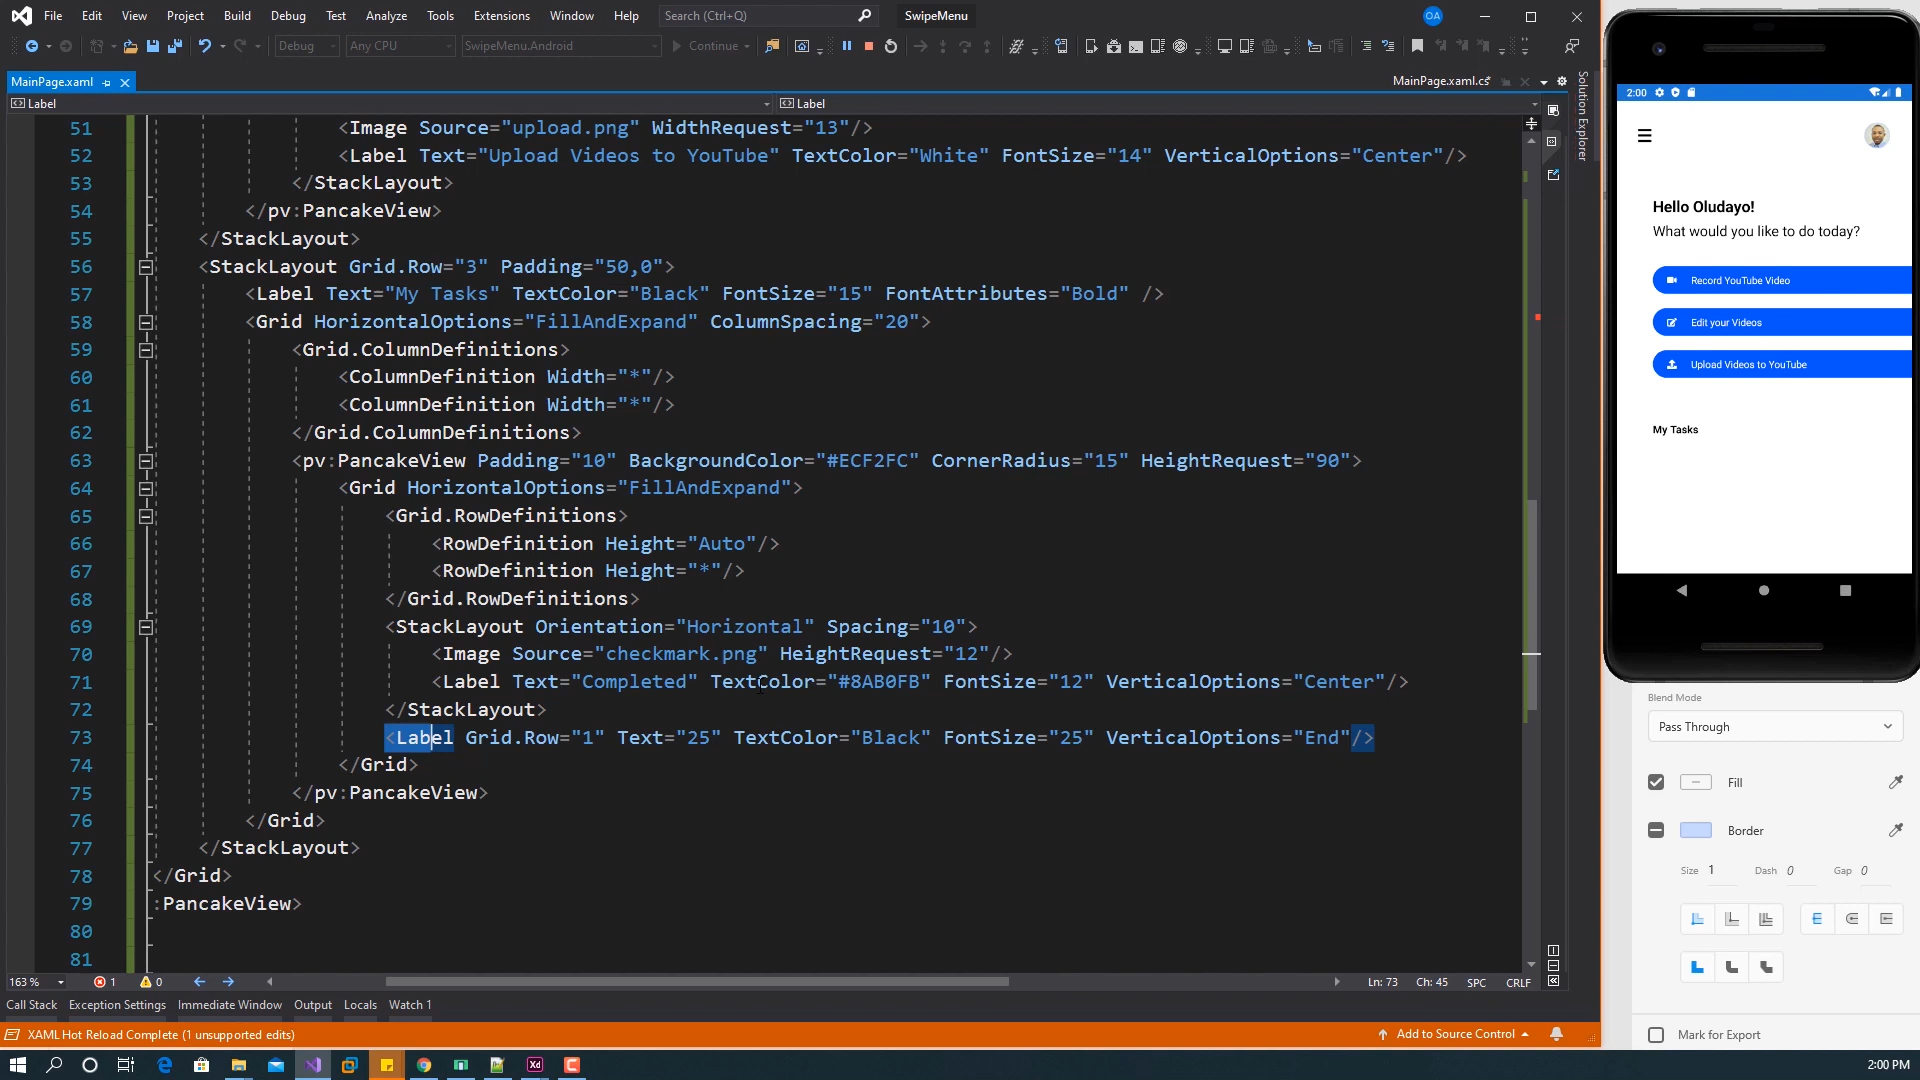 File Edit View Project Build Debug Test Analyze Tools Extensions Window Help Search (Ctrl+Q) SwipeMenu OA
Debug Any CPU SwipeMenu.Android Continue
MainPage.xaml MainPage.xaml.cs*
Label Label
51 <Image Source="upload.png" WidthRequest="13"/>
52 <Label Text="Upload Videos to YouTube" TextColor="White" FontSize="14" VerticalOptions="Center"/>
53 </StackLayout>
54 </pv:PancakeView>
55 </StackLayout>
56 <StackLayout Grid.Row="3" Padding="50,0">
57 <Label Text="My Tasks" TextColor="Black" FontSize="15" FontAttributes="Bold" />
58 <Grid HorizontalOptions="FillAndExpand" ColumnSpacing="20">
59 <Grid.ColumnDefinitions>
60 <ColumnDefinition Width="*"/>
61 <ColumnDefinition Width="*"/>
62 </Grid.ColumnDefinitions>
63 <pv:PancakeView Padding="10" BackgroundColor="#ECF2FC" CornerRadius="15" HeightRequest="90">
64 <Grid HorizontalOptions="FillAndExpand">
65 <Grid.RowDefinitions>
66 <RowDefinition Height="Auto"/>
67 <RowDefinition Height="*"/>
68 </Grid.RowDefinitions>
69 <StackLayout Orientation="Horizontal" Spacing="10">
70 <Image Source="checkmark.png" HeightRequest="12"/>
71 <Label Text="Completed" TextColor="#8AB0FB" FontSize="12" VerticalOptions="Center"/>
72 </StackLayout>
73 <Label Grid.Row="1" Text="25" TextColor="Black" FontSize="25" VerticalOptions="End"/>
74 </Grid>
75 </pv:PancakeView>
76 </Grid>
77 </StackLayout>
78 </Grid>
79 :PancakeView>
80
81
163 % 1 0 Ln: 73 Ch: 45 SPC CRLF
Call Stack Exception Settings Immediate Window Output Locals Watch 1
XAML Hot Reload Complete (1 unsupported edits) Add to Source Control
Solution Explorer
2:00
Hello Oludayo!
What would you like to do today?
Record YouTube Video
Edit your Videos
Upload Videos to YouTube
My Tasks
Blend Mode
Pass Through
Fill
Border
Size 1 Dash 0 Gap 0
Mark for Export
Xd
2:00 PM